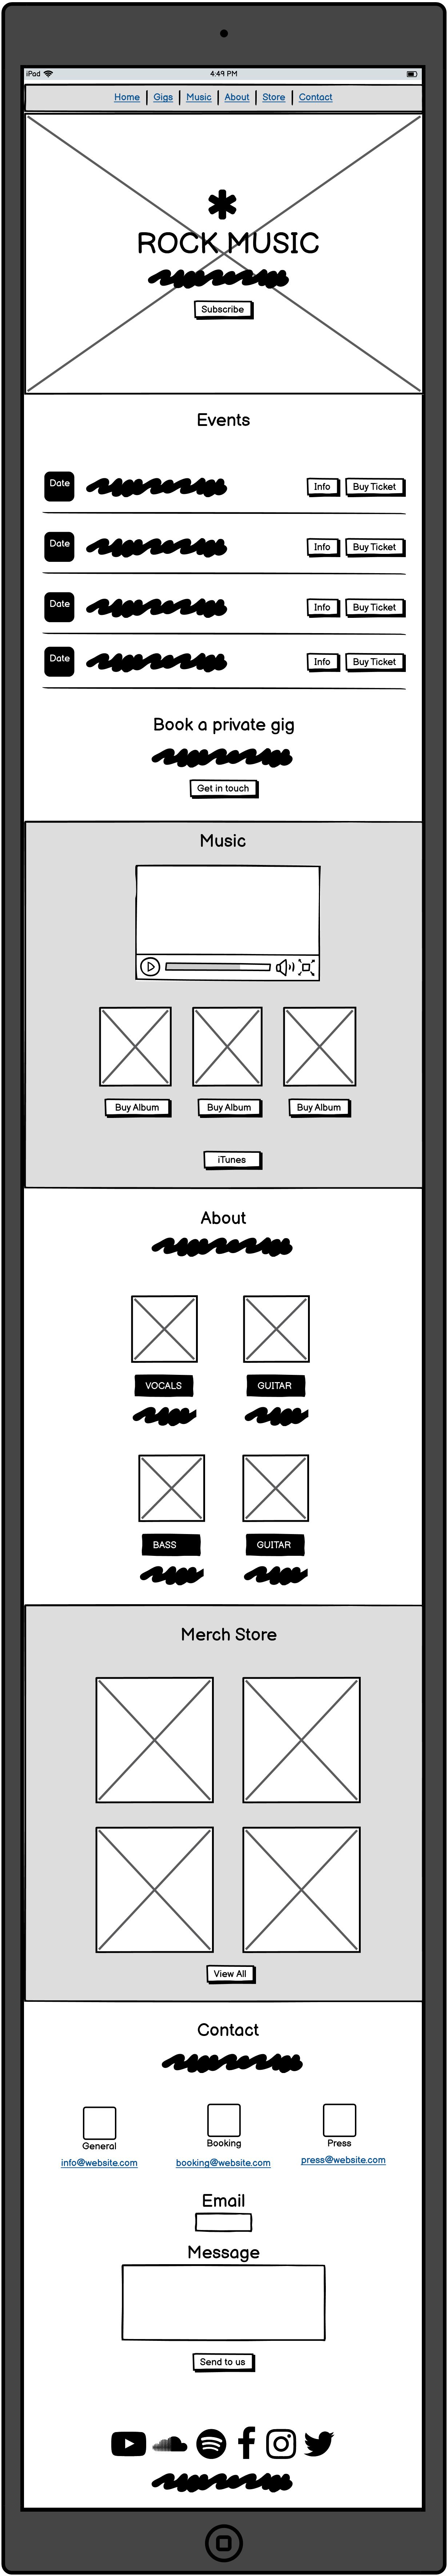 iPad 4:49 PM
Home Gigs Music About Store Contact
ROCK MUSIC
Subscribe
Events
Date Info Buy Ticket
Date Info Buy Ticket
Date Info Buy Ticket
Date Info Buy Ticket
Book a private gig
Get in touch
Music
Buy Album Buy Album Buy Album
iTunes
About
VOCALS GUITAR
BASS GUITAR
Merch Store
View All
Contact
General Booking Press
info@website.com booking@website.com press@website.com
Email
Message
Send to us